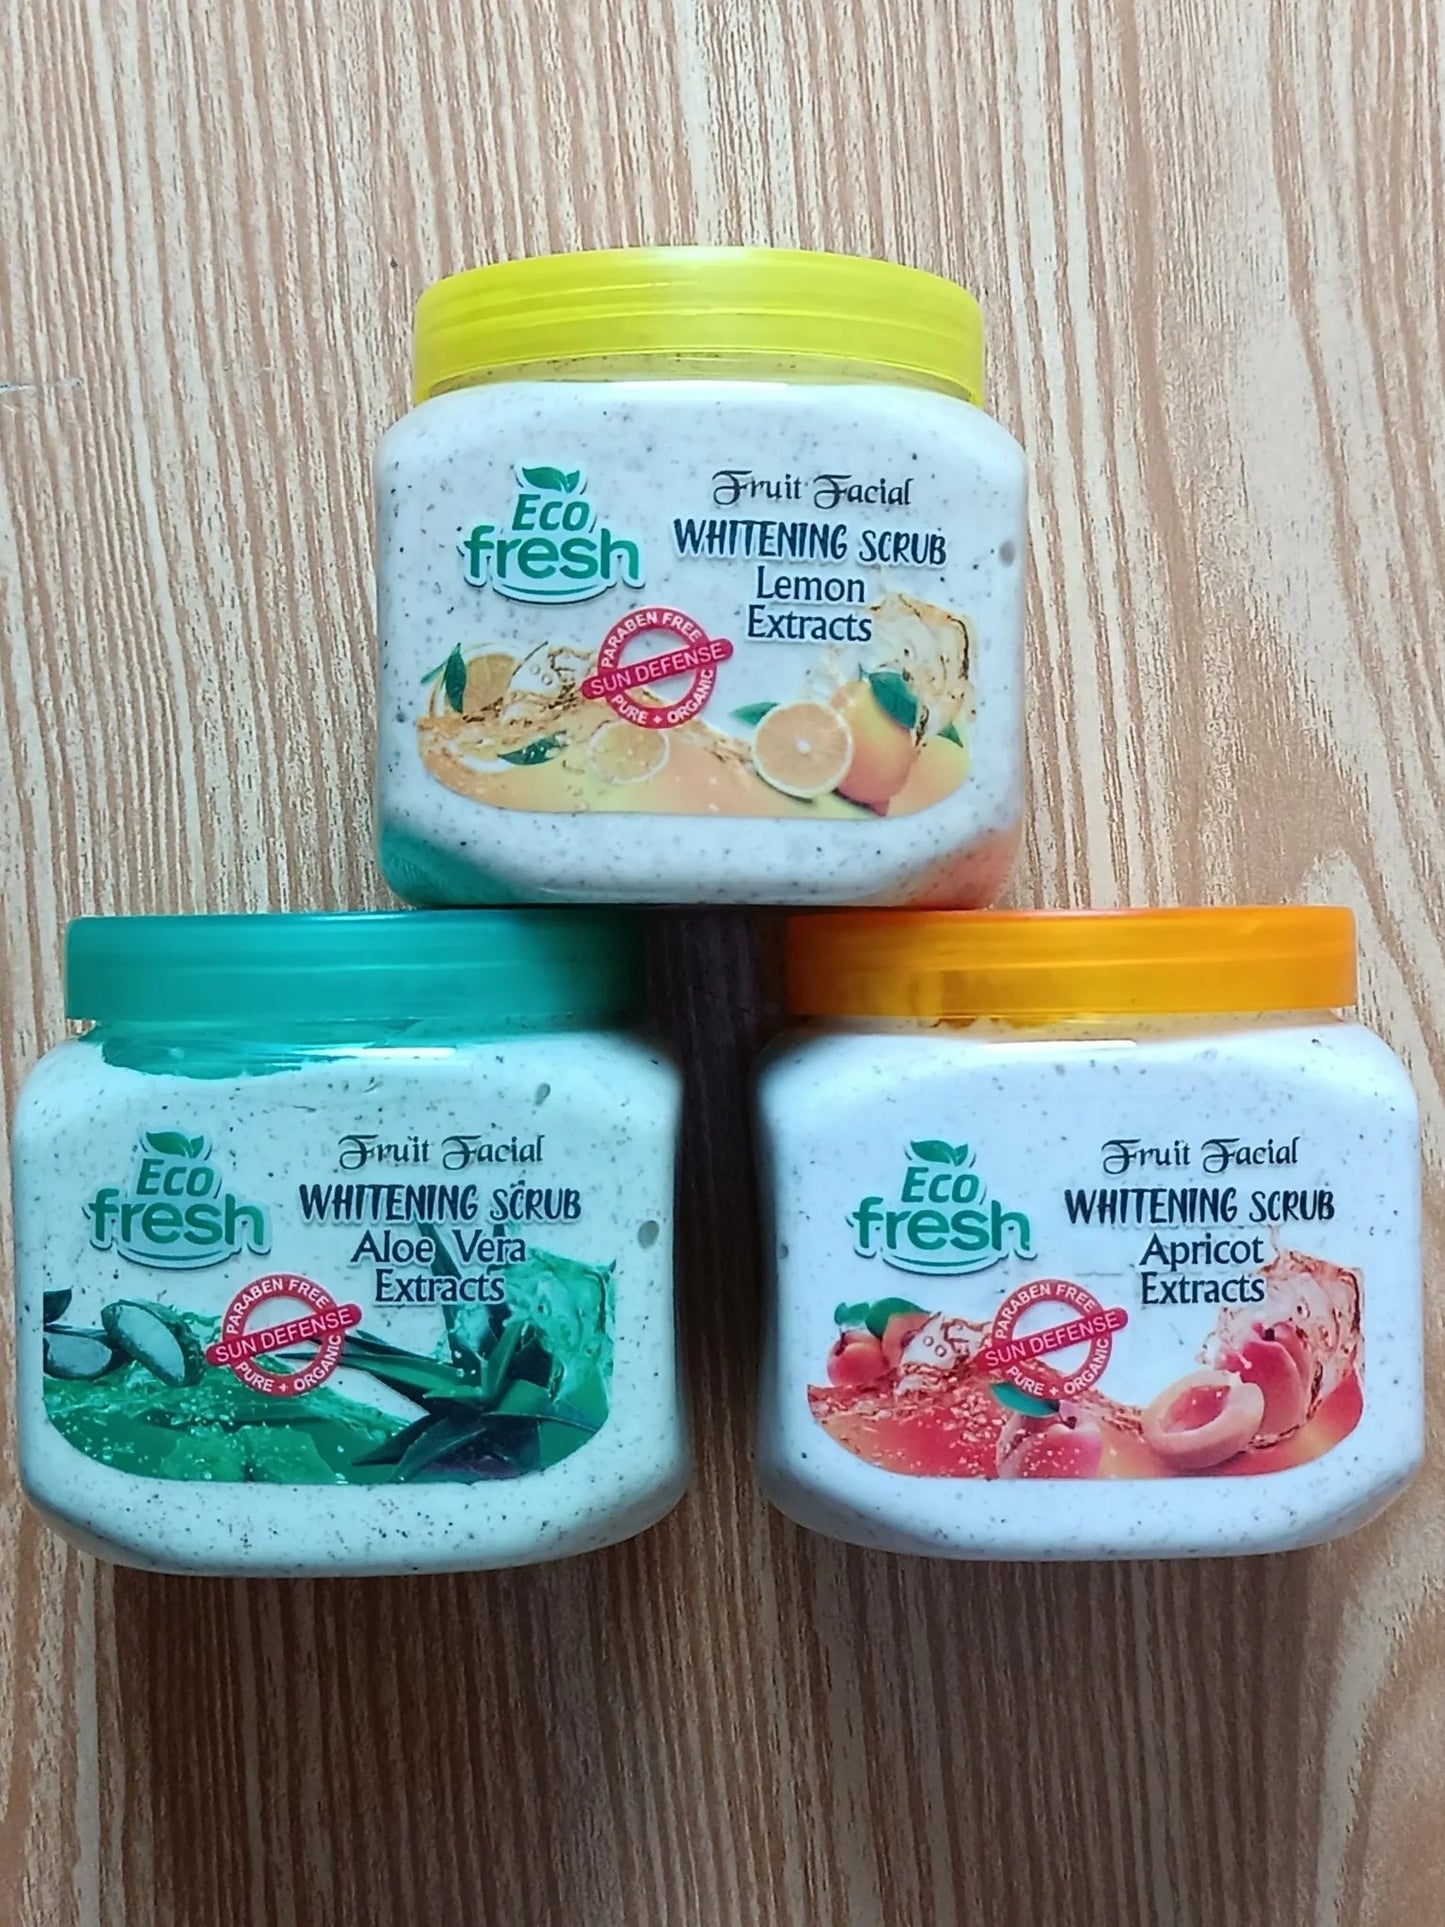 Eco
fresh
Fruit Facial
WHITENING SCRUB
Lemon
Extracts
PARABEN FREE
SUN DEFENSE
PURE + ORGANIC
Eco
fresh
Fruit Facial
WHITENING SCRUB
Aloe Vera
Extracts
PARABEN FREE
SUN DEFENSE
PURE + ORGANIC
Eco
fresh
Fruit Facial
WHITENING SCRUB
Apricot
Extracts
PARABEN FREE
SUN DEFENSE
PURE + ORGANIC